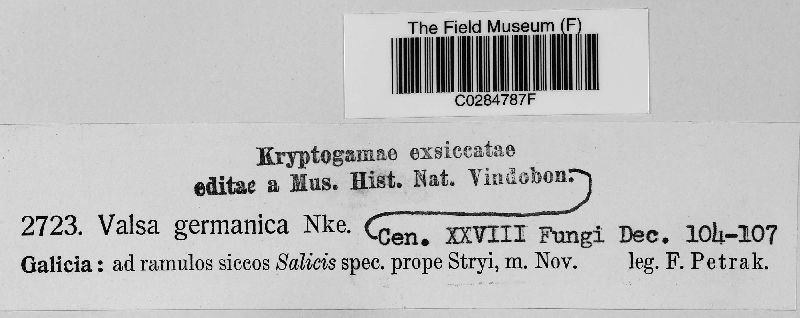 The Field Museum (F)
C0284787F
Kryptogamae exsiccatae
editae a Mus. Hist. Nat. Vindobon.
2723. Valsa germanica Nke. Cen. XXVIII Fungi Dec. 104-107
Galicia: ad ramulos siccos Salicis spec. prope Stryi, m. Nov. leg. F. Petrak.